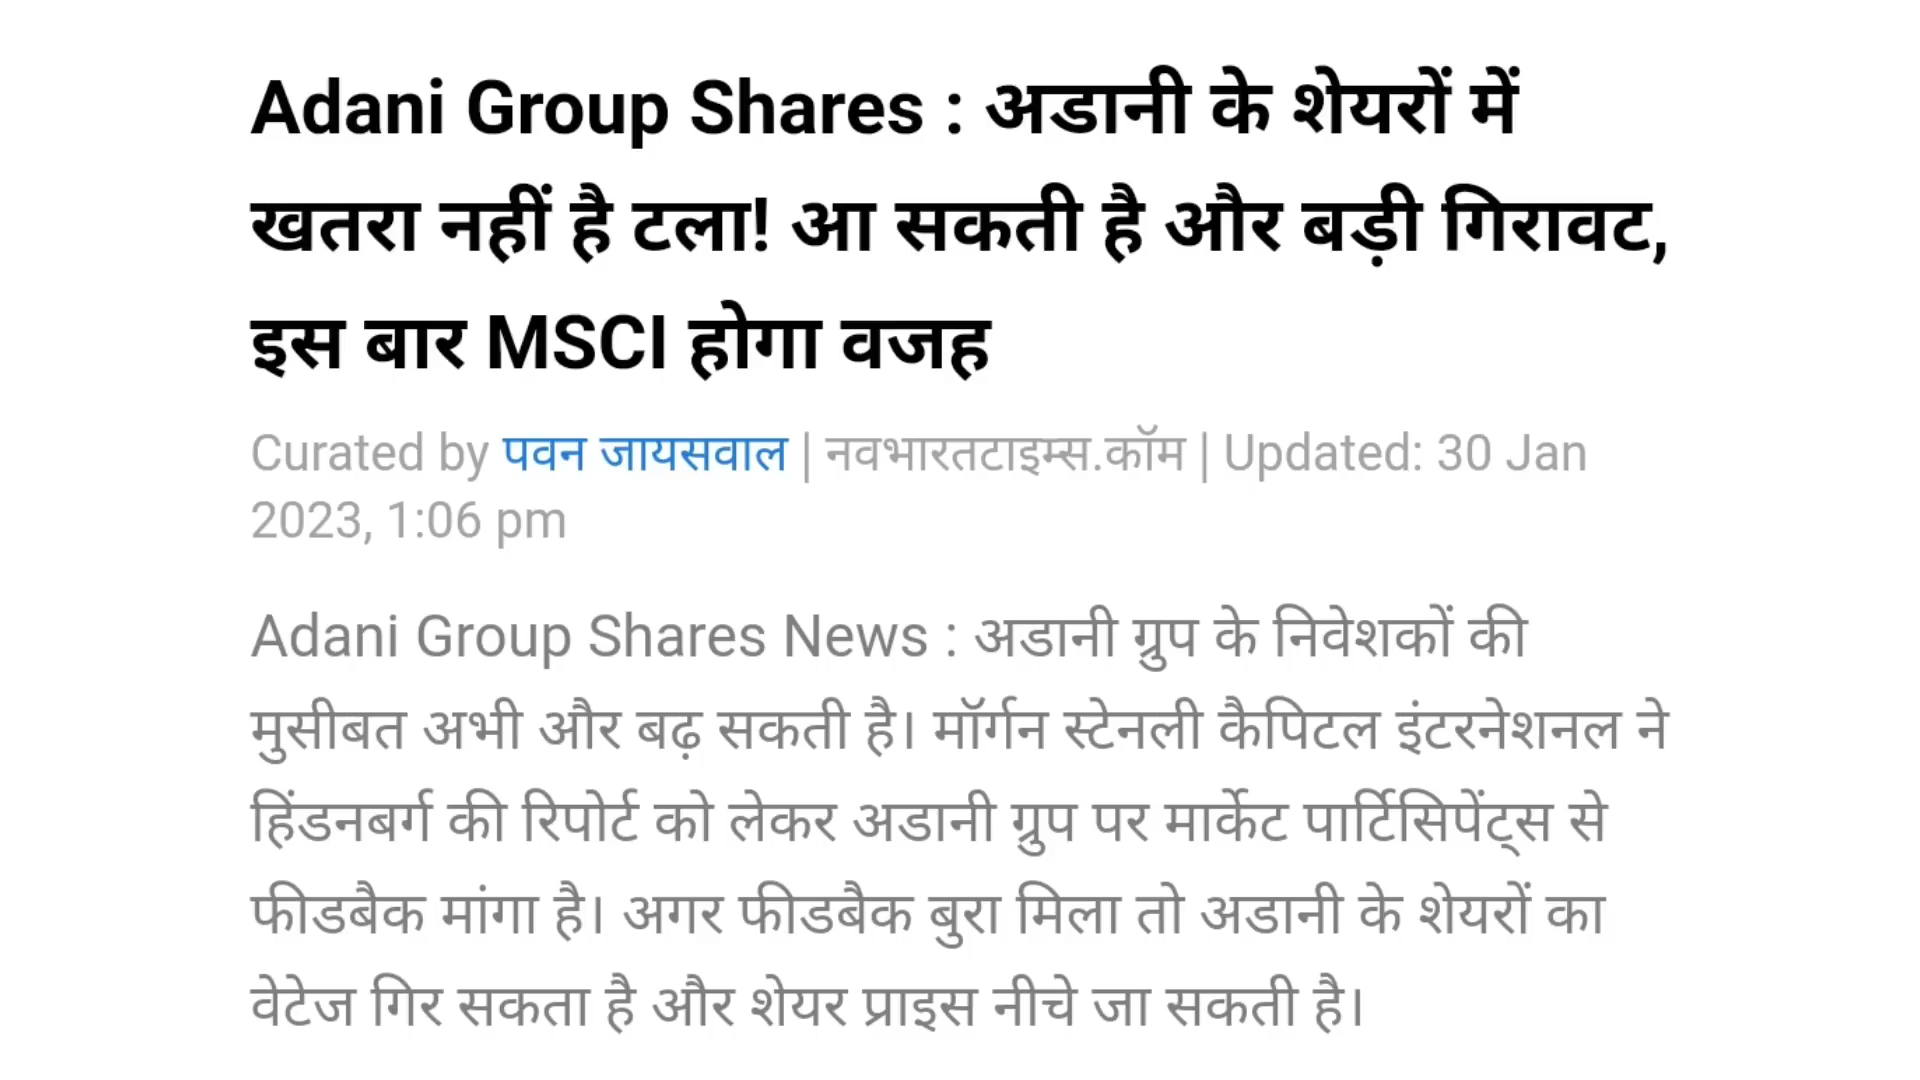 Adani Group Shares : अडानी के शेयरों में
खतरा नहीं है टला! आ सकती है और बड़ी गिरावट,
इस बार MSCI होगा वजह
Curated by पवन जायसवाल | नवभारतटाइम्स.कॉम | Updated: 30 Jan
2023, 1:06 pm
Adani Group Shares News : अडानी ग्रुप के निवेशकों की
मुसीबत अभी और बढ़ सकती है। मॉर्गन स्टेनली कैपिटल इंटरनेशनल ने
हिंडनबर्ग की रिपोर्ट को लेकर अडानी ग्रुप पर मार्केट पार्टिसिपेंट्स से
फीडबैक मांगा है। अगर फीडबैक बुरा मिला तो अडानी के शेयरों का
वेटेज गिर सकता है और शेयर प्राइस नीचे जा सकती है।